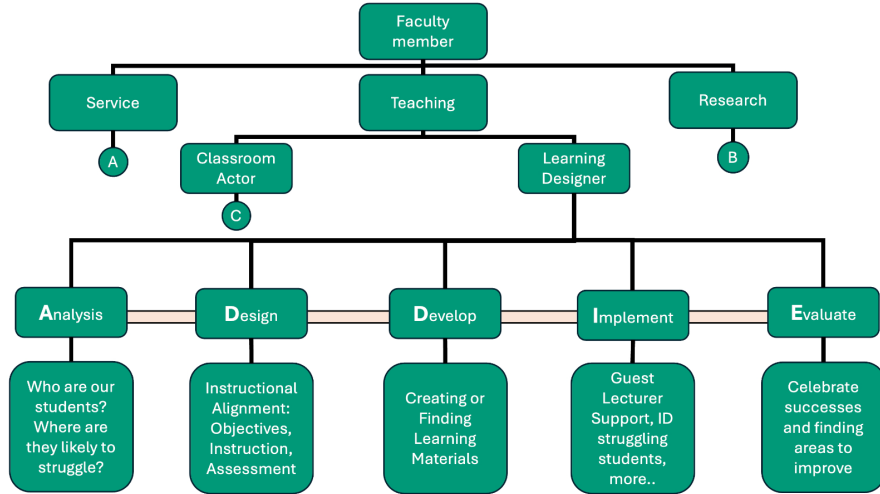 Faculty
member
Service
Teaching
Research
A
Classroom
Actor
Learning
Designer
B
C
Analysis
Design
Develop
Implement
Evaluate
Who are our
students?
Where are
they likely to
struggle?
Instructional
Alignment:
Objectives,
Instruction,
Assessment
Creating or
Finding
Learning
Materials
Guest
Lecturer
Support, ID
struggling
students,
more..
Celebrate
successes
and finding
areas to
improve